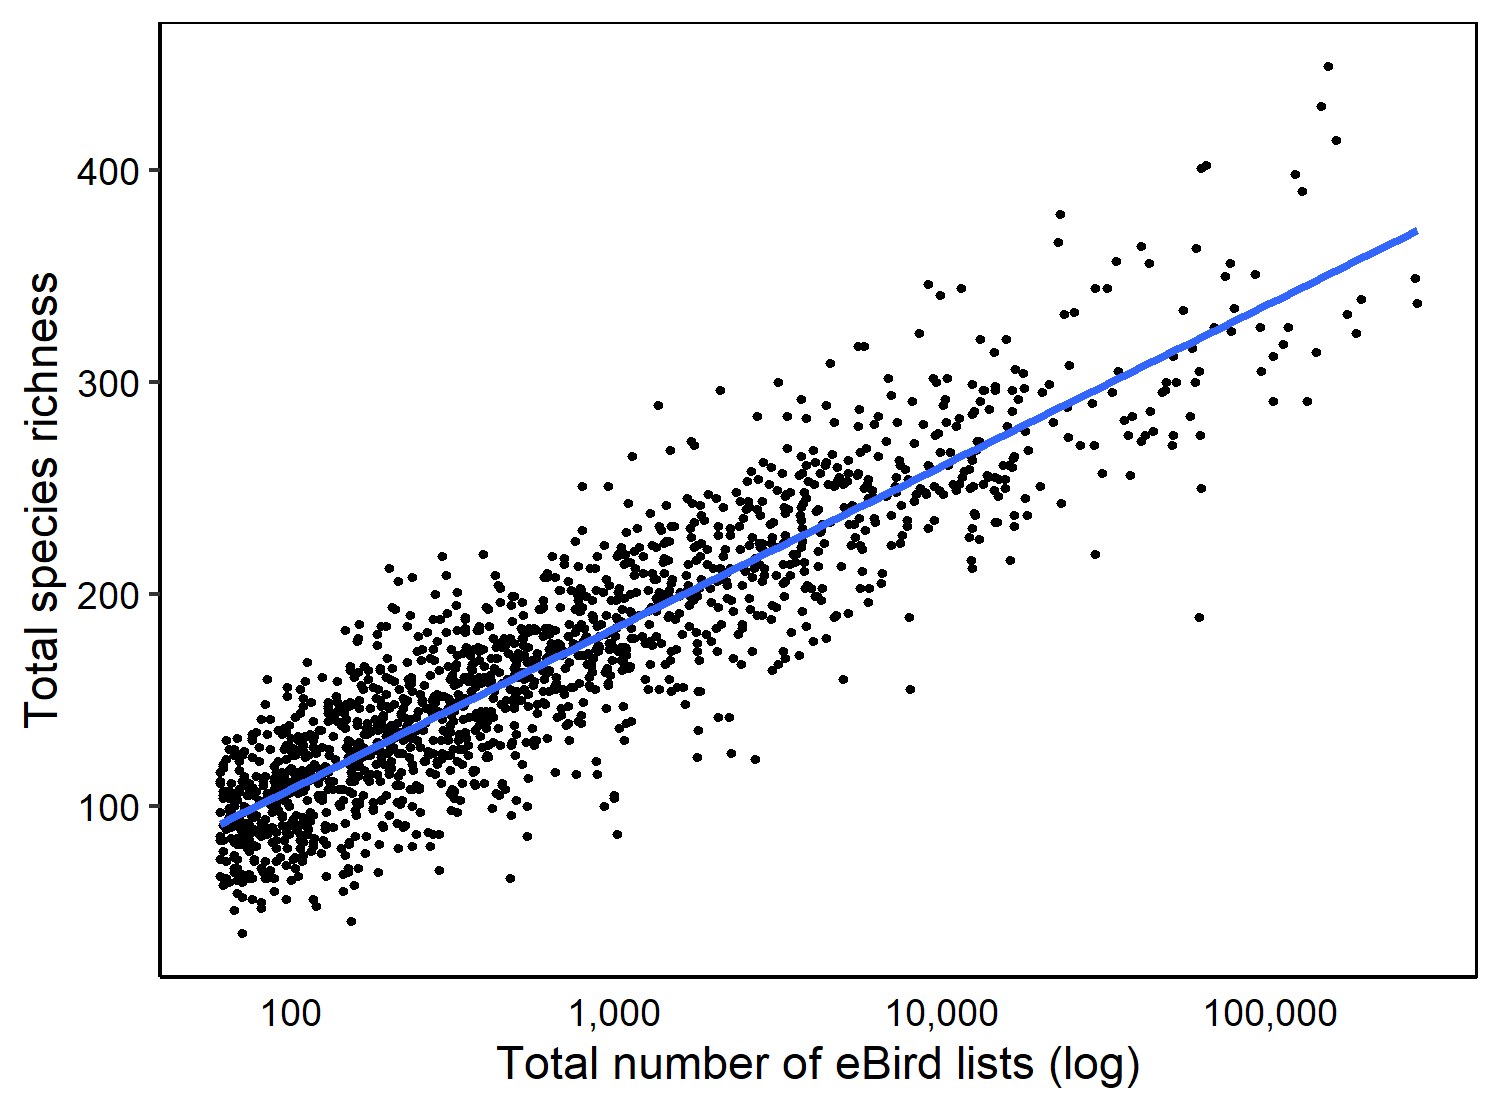 Total species richness
400
300
200
100
100 1,000 10,000 100,000
Total number of eBird lists (log)